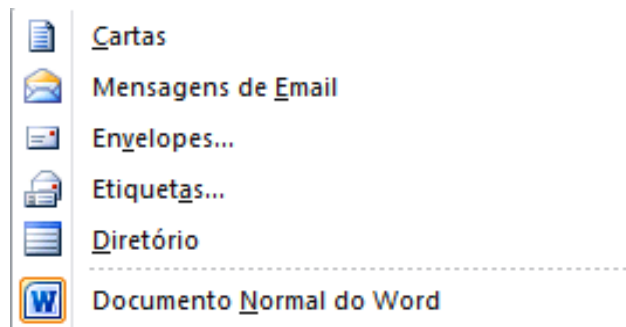 Cartas
Mensagens de Email
Envelopes...
Etiquetas...
Diretório
Documento Normal do Word